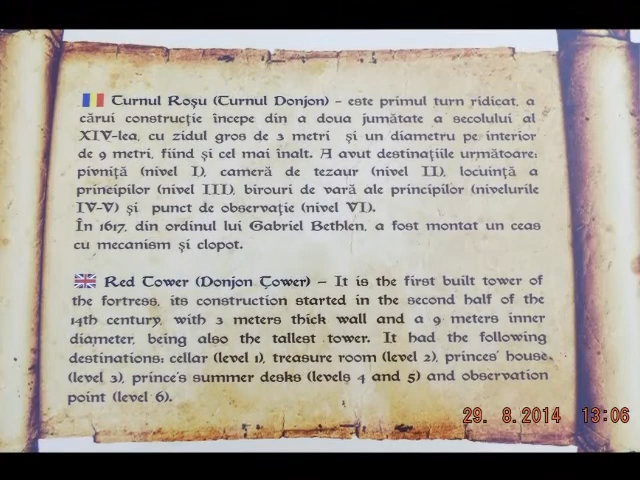 Turnul Roșu (Turnul Donjon) - este primul turn ridicat, a
cărui construcție începe din a doua jumătate a secolului al
XIV-lea, cu zidul gros de 3 metri și un diametru pe interior
de 9 metri, fiind și cel mai înalt. A avut destinațiile următoare:
pivniță (nivel I), cameră de tezaur (nivel II), locuință a
principilor (nivel III), birouri de vară ale principilor (nivelurile
IV-V) și punct de observație (nivel VI).
În 1617, din ordinul lui Gabriel Bethlen, a fost montat un ceas
cu mecanism și clopot.
Red Tower (Donjon Tower) - It is the first built tower of
the fortress, its construction started in the second half of the
14th century, with 3 meters thick wall and a 9 meters inner
diameter, being also the tallest tower. It had the following
destinations: cellar (level 1), treasure room (level 2), princes' house
(level 3), prince's summer desks (levels 4 and 5) and observation
point (level 6).
29. 8.2014 13:06